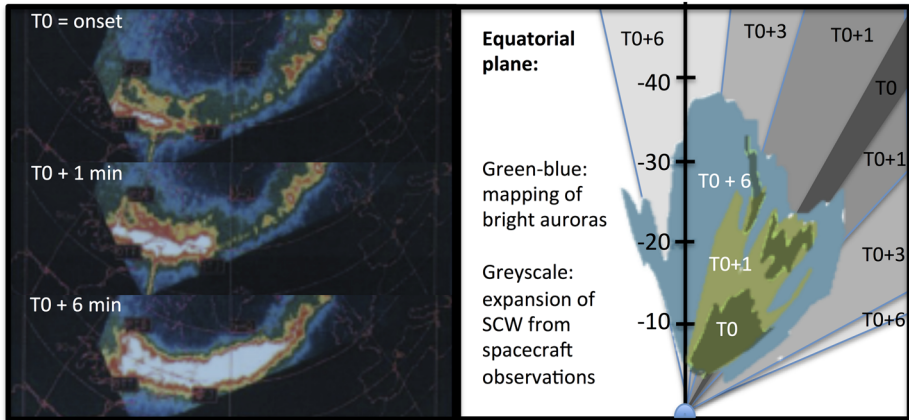 T0 = onset
T0 + 1 min
T0 + 6 min
Equatorial
plane:
Green-blue:
mapping of
bright auroras
Greyscale:
expansion of
SCW from
spacecraft
observations
T0+6
T0+3
T0+1
T0
T0+1
T0+3
T0+6
-40
-30
-20
-10
T0 + 6
T0+1
T0